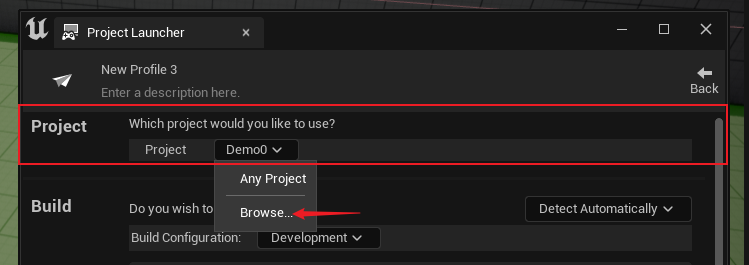 Project Launcher
New Profile 3
Enter a description here.
Back
Project
Which project would you like to use?
Project
Demo0
Any Project
Browse...
Build
Do you wish to
Detect Automatically
Build Configuration:
Development